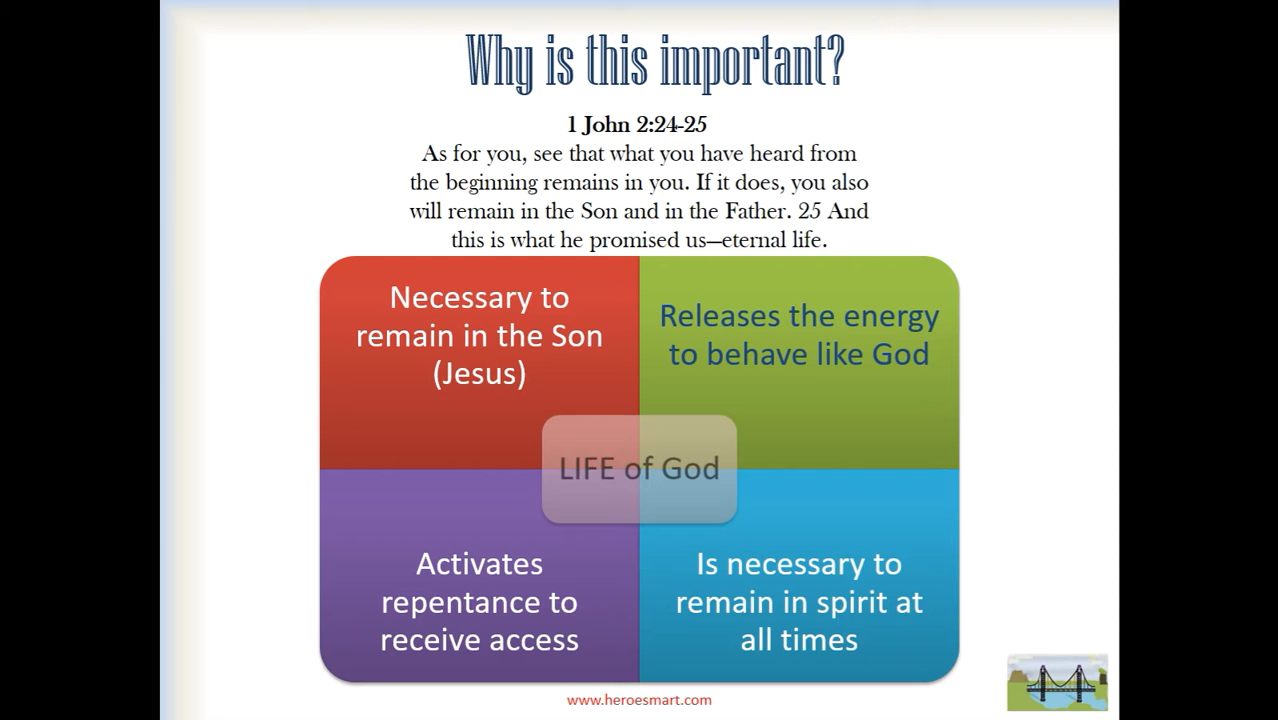 Why is this important?
1 John 2:24-25
As for you, see that what you have heard from
the beginning remains in you. If it does, you also
will remain in the Son and in the Father. 25 And
this is what he promised us—eternal life.
Necessary to
remain in the Son
(Jesus)
Releases the energy
to behave like God
LIFE of God
Activates
repentance to
receive access
Is necessary to
remain in spirit at
all times
www.heroesmart.com